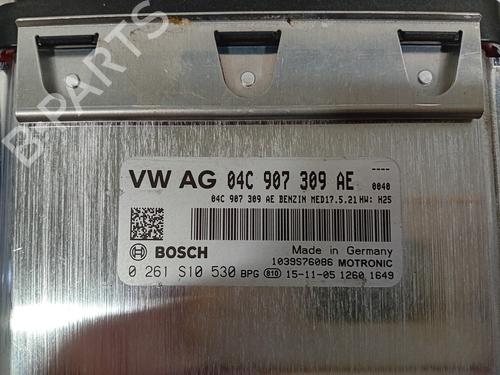 B-PARTS
VW AG 04C 907 309 AE ----
0040
04C 907 309 AE BENZIN MED17.5.21 HW: H25
BOSCH
Made in Germany
1039S76086 MOTRONIC
0 261 S10 530 BPG 810 15-11-05 1260 1649